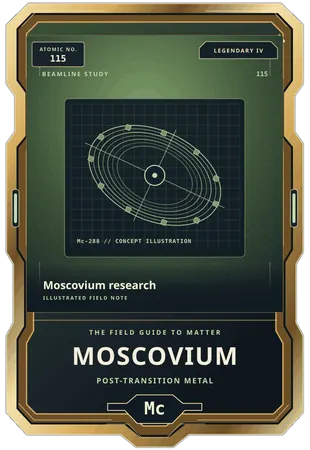 ATOMIC NO.
115
LEGENDARY IV
BEAMLINE STUDY
115
Mc-288 // CONCEPT ILLUSTRATION
Moscovium research
ILLUSTRATED FIELD NOTE
THE FIELD GUIDE TO MATTER
MOSCOVIUM
POST-TRANSITION METAL
Mc